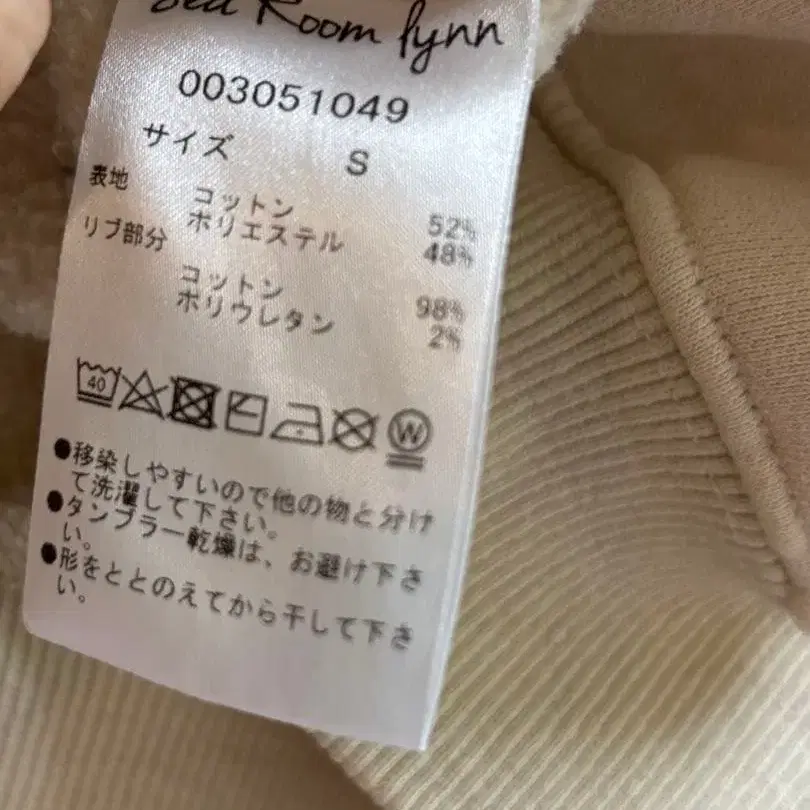 Room lynn
003051049
サイズ S
表地 コットン 52%
ポリエステル 48%
リブ部分
コットン 98%
ポリウレタン 2%
40 W
●移染しやすいので他の物と分け
て洗濯して下さい。
●タンブラー乾燥は、お避け下さ
い。
●形をととのえてから干して下さ
い。